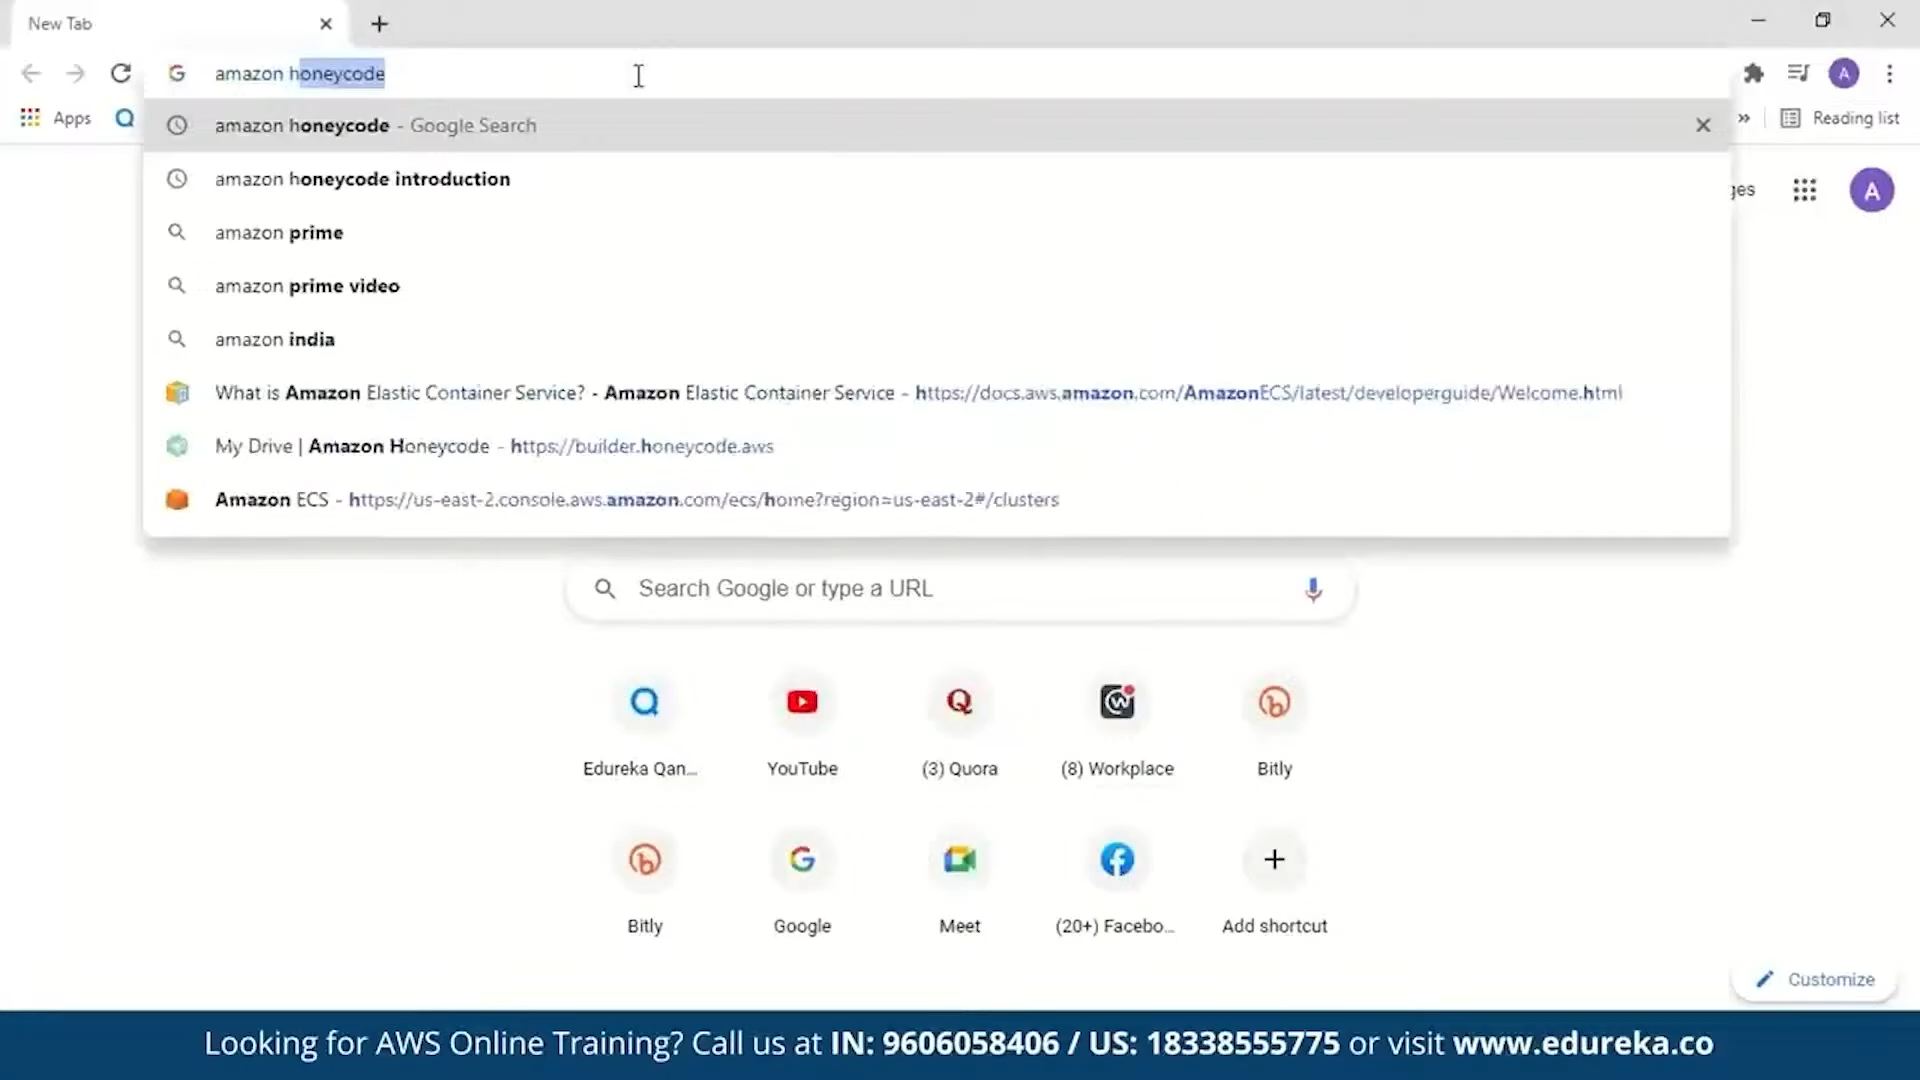 New Tab
amazon honeycode
Apps
Reading list
amazon honeycode - Google Search
amazon honeycode introduction
ges
A
amazon prime
amazon prime video
amazon india
What is Amazon Elastic Container Service? - Amazon Elastic Container Service - https://docs.aws.amazon.com/AmazonECS/latest/developerguide/Welcome.html
My Drive | Amazon Honeycode - https://builder.honeycode.aws
Amazon ECS - https://us-east-2.console.aws.amazon.com/ecs/home?region=us-east-2#/clusters
Search Google or type a URL
Edureka Qan... YouTube (3) Quora (8) Workplace Bitly
Bitly Google Meet (20+) Facebo... Add shortcut
Customize
Looking for AWS Online Training? Call us at IN: 9606058406 / US: 18338555775 or visit www.edureka.co